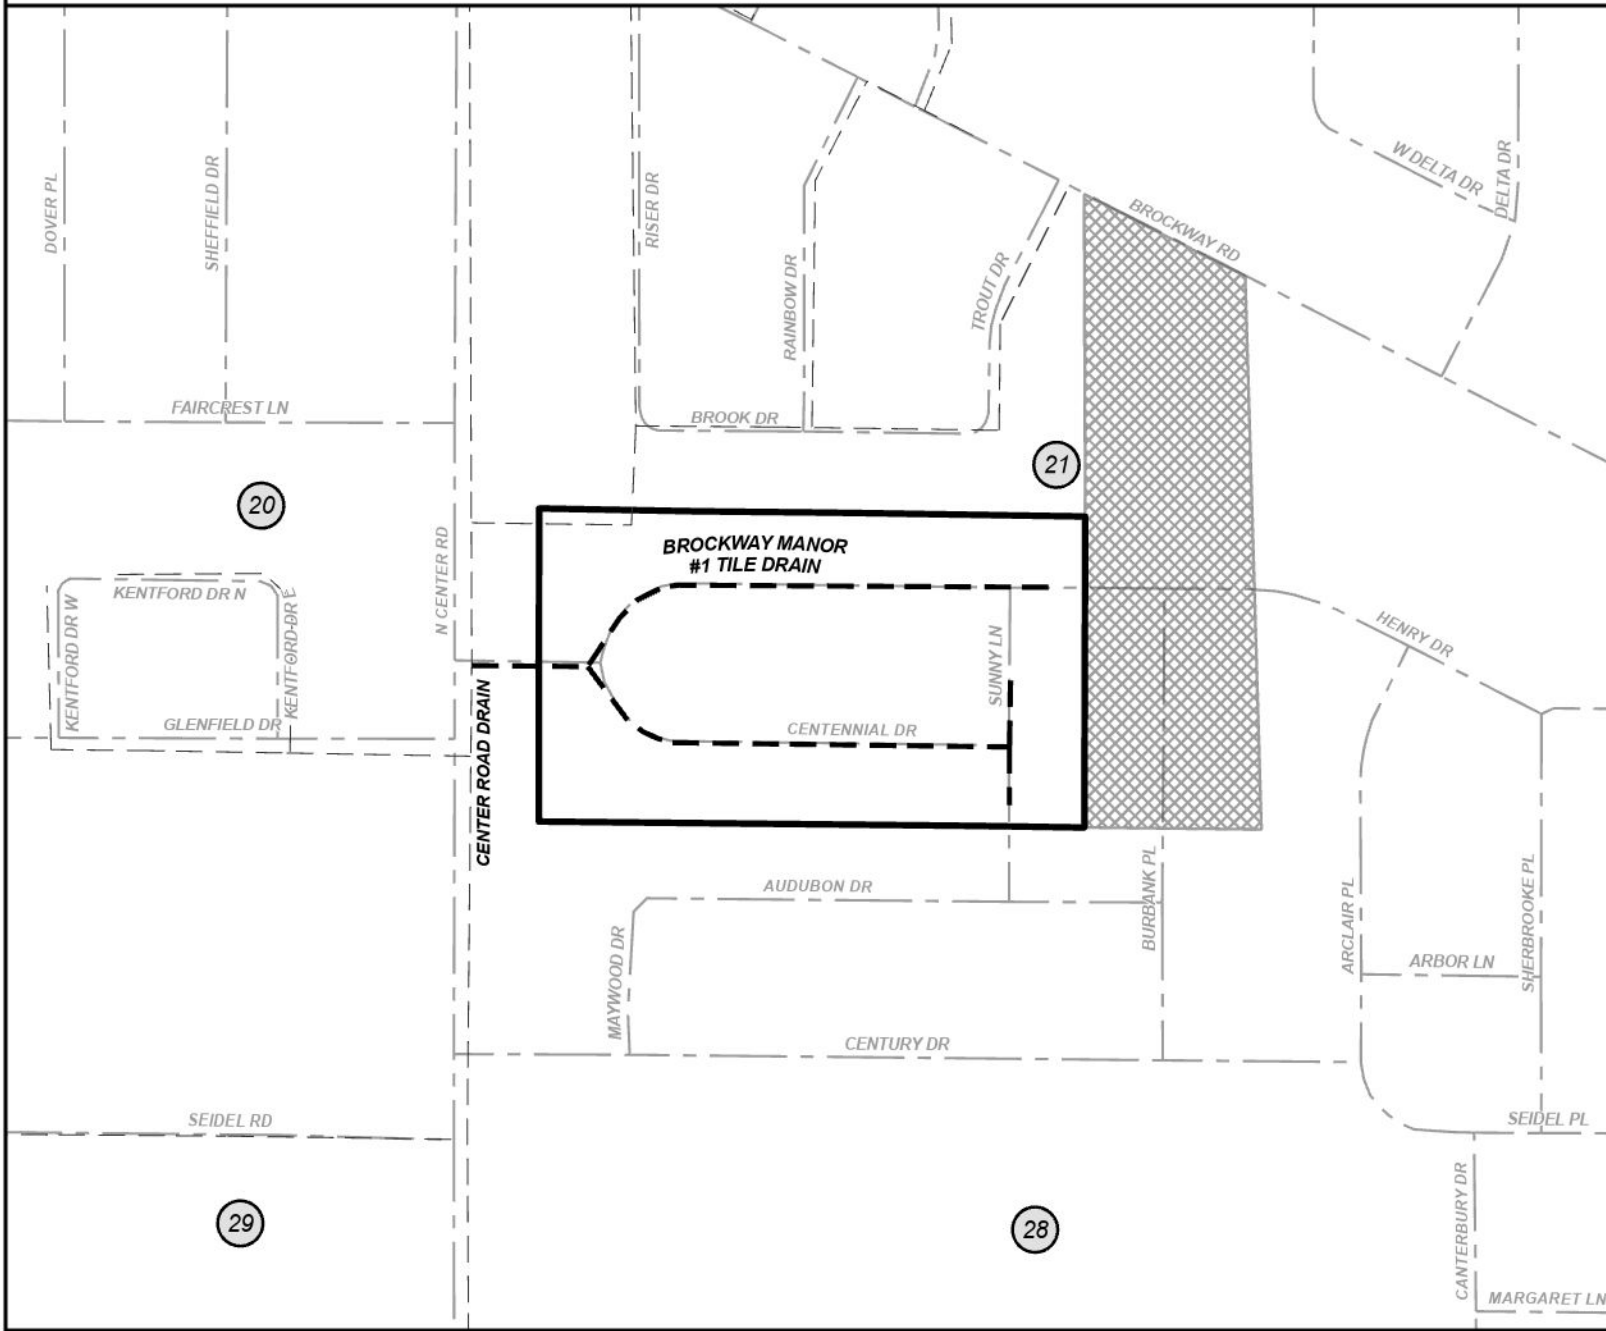 W DELTA DR
DELTA DR
DOVER PL
SHEFFIELD DR
RISER DR
BROCKWAY RD
RAINBOW DR
TROUT DR
FAIRCREST LN
BROOK DR
21
20
N CENTER RD
BROCKWAY MANOR
#1 TILE DRAIN
KENTFORD DR N
KENTFORD DR W
KENTFORD DR E
HENRY DR
SUNNY LN
GLENFIELD DR
CENTENNIAL DR
CENTER ROAD DRAIN
AUDUBON DR
BURBANK PL
ARCLAIR PL
SHERBROOKE PL
MAYWOOD DR
ARBOR LN
CENTURY DR
SEIDEL RD
SEIDEL PL
29
28
CANTERBURY DR
MARGARET LN